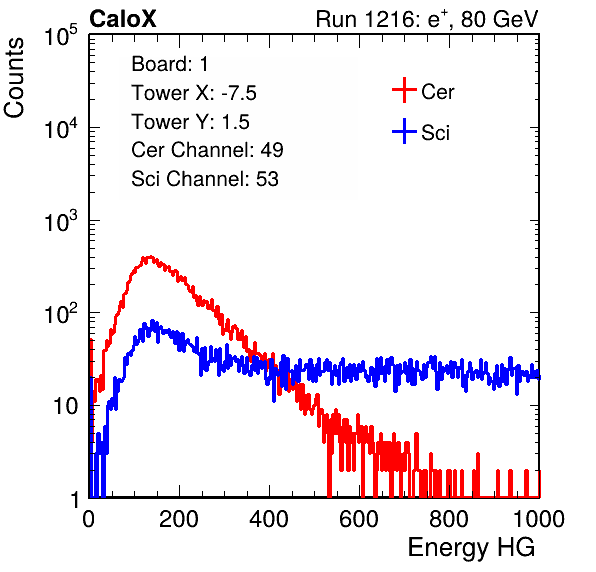 CaloX Run 1216: e⁺, 80 GeV
Counts
10⁵
10⁴
10³
10²
10
1
Board: 1
Tower X: -7.5
Tower Y: 1.5
Cer Channel: 49
Sci Channel: 53
Cer
Sci
0 200 400 600 800 1000
Energy HG